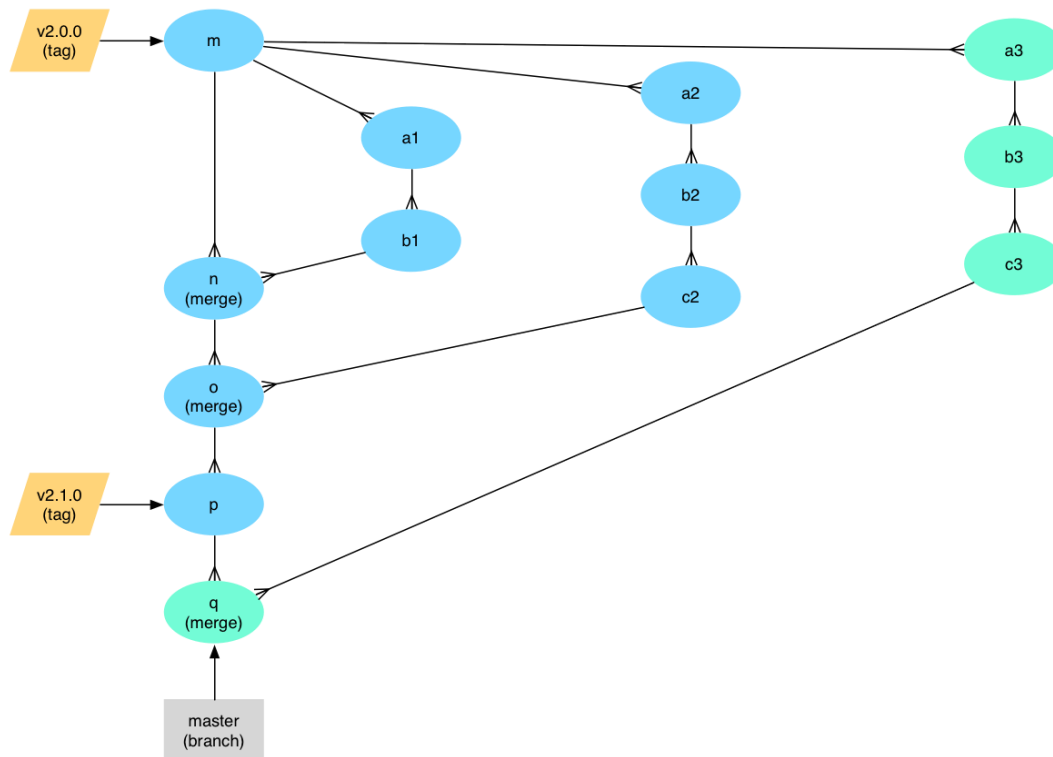 v2.0.0
(tag)
m
a3
a2
a1
b3
b2
b1
c3
n
(merge)
c2
o
(merge)
v2.1.0
(tag)
p
q
(merge)
master
(branch)